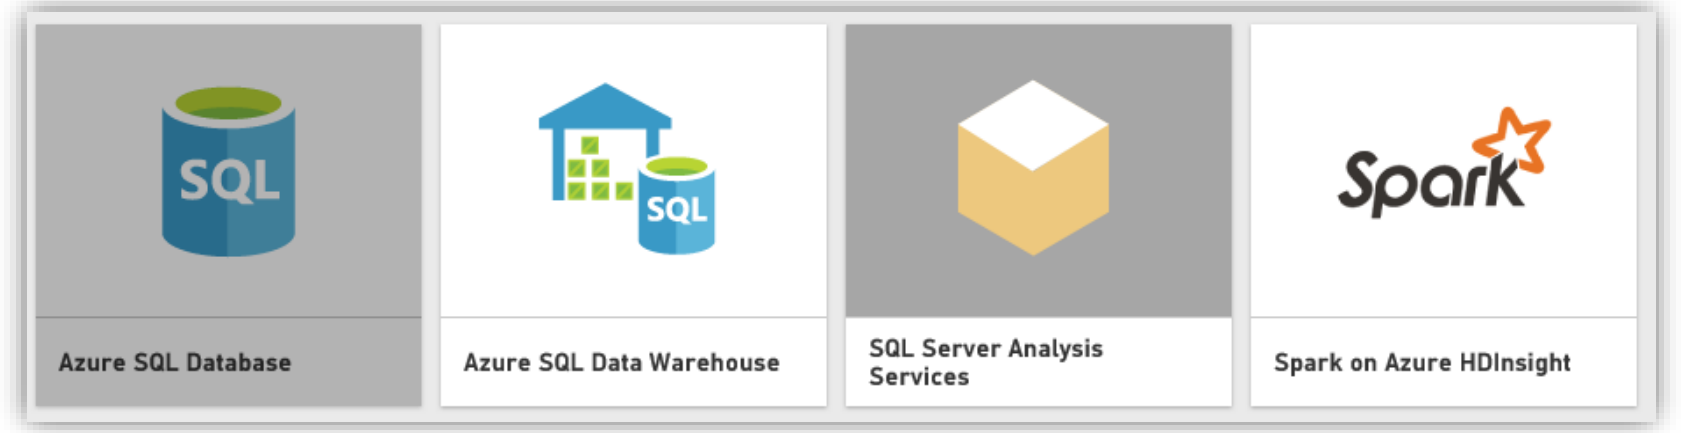 SQL
SQL
Spark
Azure SQL Database
Azure SQL Data Warehouse
SQL Server Analysis
Services
Spark on Azure HDInsight